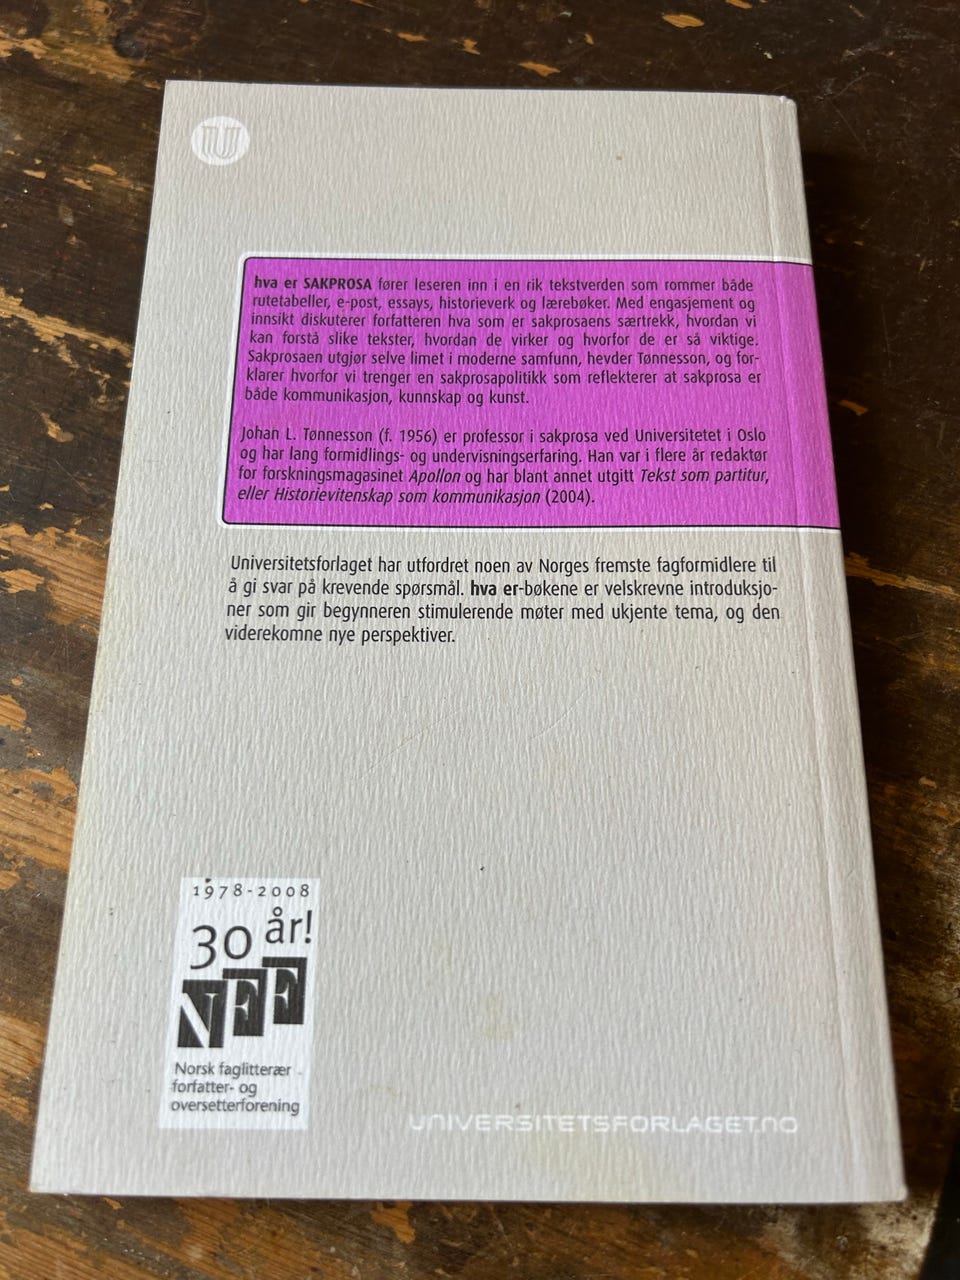 U
hva er SAKPROSA fører leseren inn i en rik tekstverden som rommer både
rutetabeller, e-post, essays, historieverk og lærebøker. Med engasjement og
innsikt diskuterer forfatteren hva som er sakprosaens særtrekk, hvordan vi
kan forstå slike tekster, hvordan de virker og hvorfor de er så viktige.
Sakprosaen utgjør selve limet i moderne samfunn, hevder Tønnesson, og for-
klarer hvorfor vi trenger en sakprosapolitikk som reflekterer at sakprosa er
både kommunikasjon, kunnskap og kunst.
Johan L. Tønnesson (f. 1956) er professor i sakprosa ved Universitetet i Oslo
og har lang formidlings- og undervisningserfaring. Han var i flere år redaktør
for forskningsmagasinet Apollon og har blant annet utgitt Tekst som partitur,
eller Historievitenskap som kommunikasjon (2004).
Universitetsforlaget har utfordret noen av Norges fremste fagformidlere til
å gi svar på krevende spørsmål. hva er-bøkene er velskrevne introduksjo-
ner som gir begynneren stimulerende møter med ukjente tema, og den
viderekomne nye perspektiver.
1978-2008
30 år!
NFF
Norsk faglitterær
forfatter- og
oversetterforening
UNIVERSITETSFORLAGET.NO